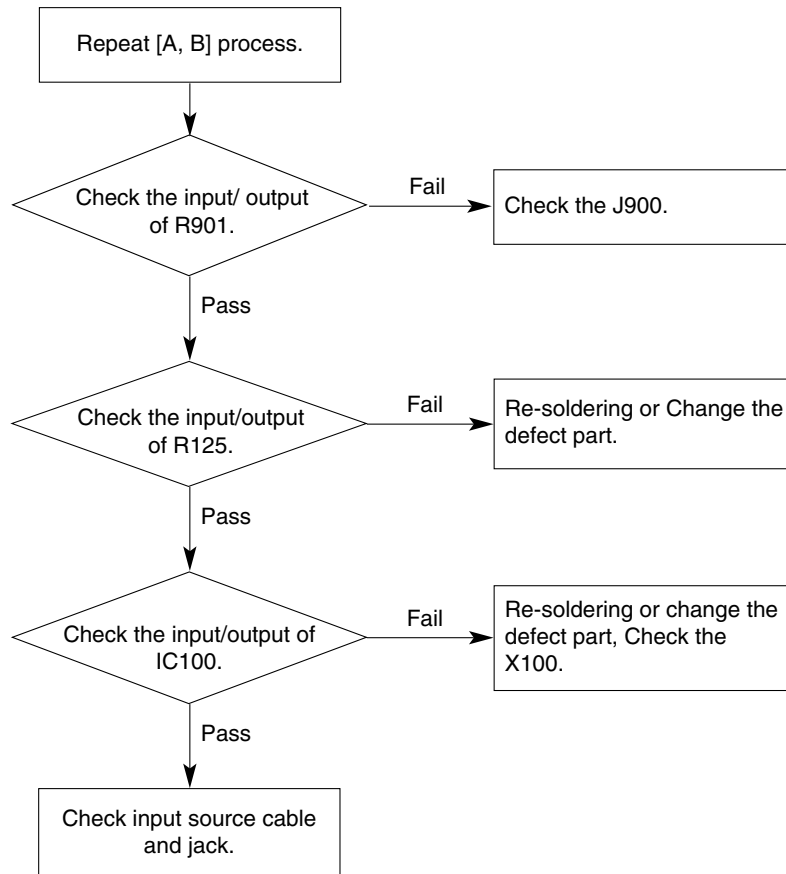 Repeat [A, B] process.
Check the input/ output
of R901.
Fail
Check the J900.
Pass
Check the input/output
of R125.
Fail
Re-soldering or Change the
defect part.
Pass
Check the input/output of
IC100.
Fail
Re-soldering or change the
defect part, Check the
X100.
Pass
Check input source cable
and jack.